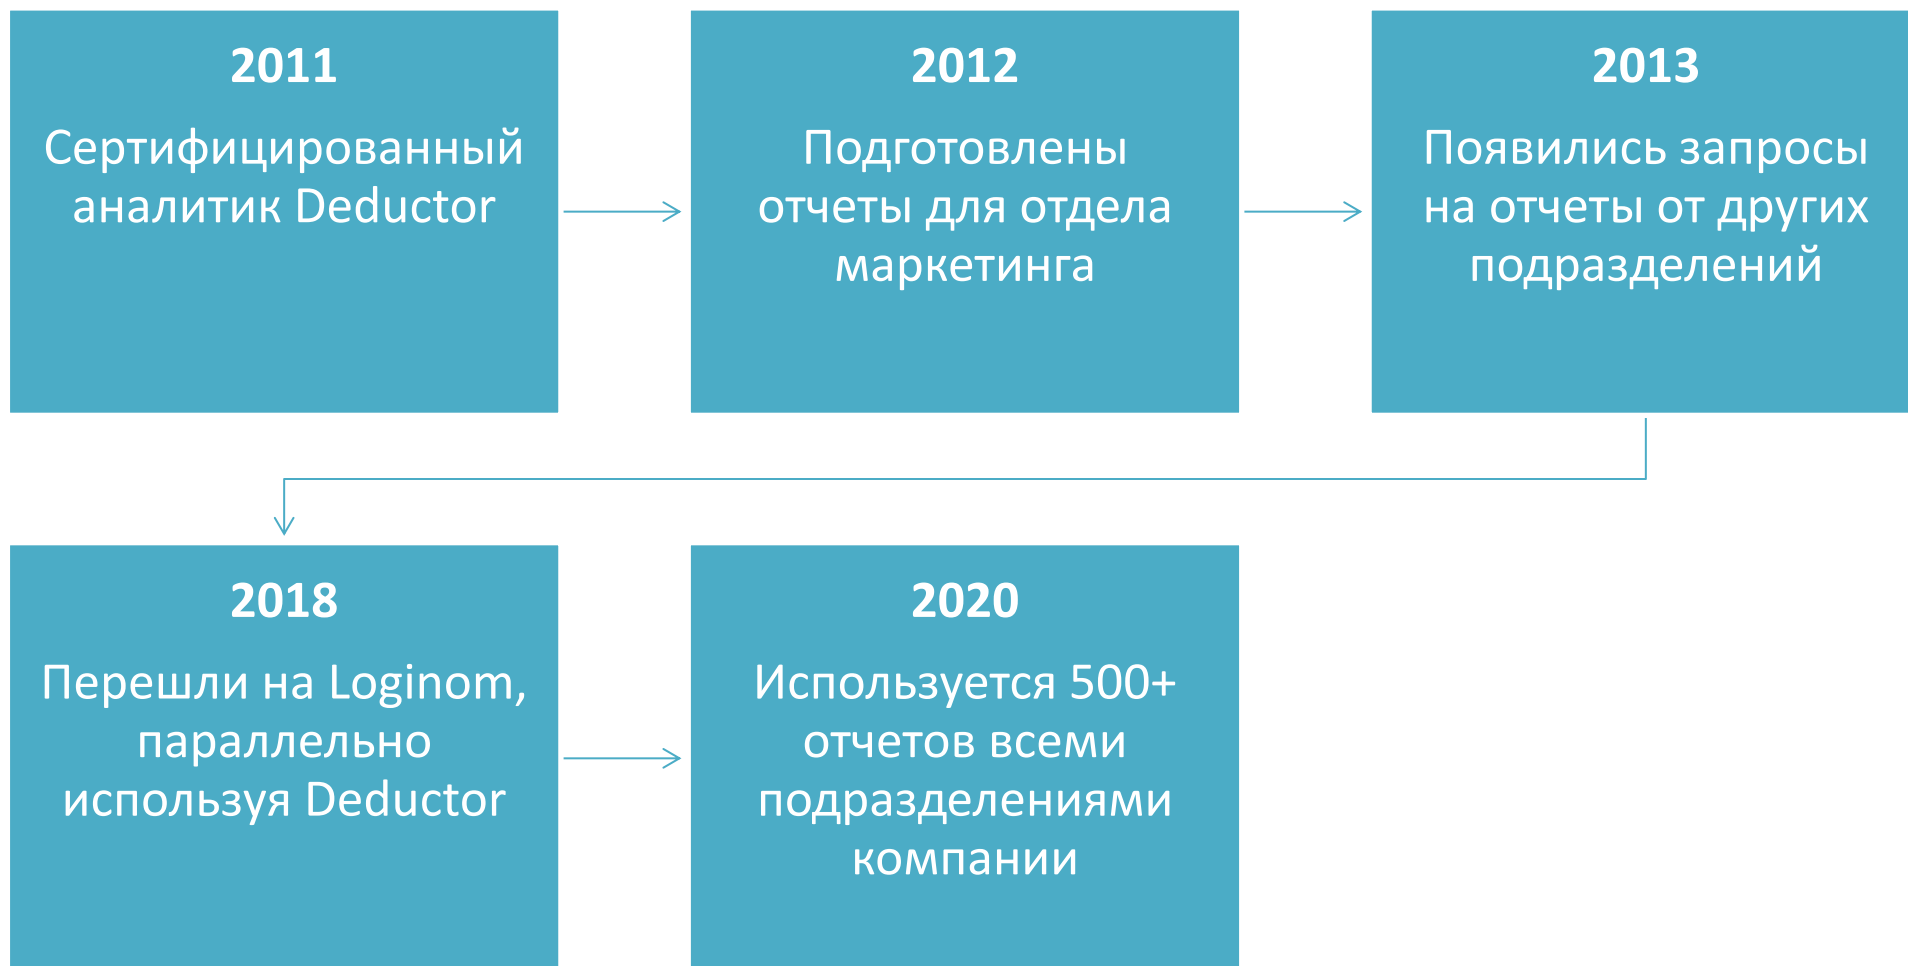 2011
Сертифицированный
аналитик Deductor
2012
Подготовлены
отчеты для отдела
маркетинга
2013
Появились запросы
на отчеты от других
подразделений
2018
Перешли на Loginom,
параллельно
используя Deductor
2020
Используется 500+
отчетов всеми
подразделениями
компании